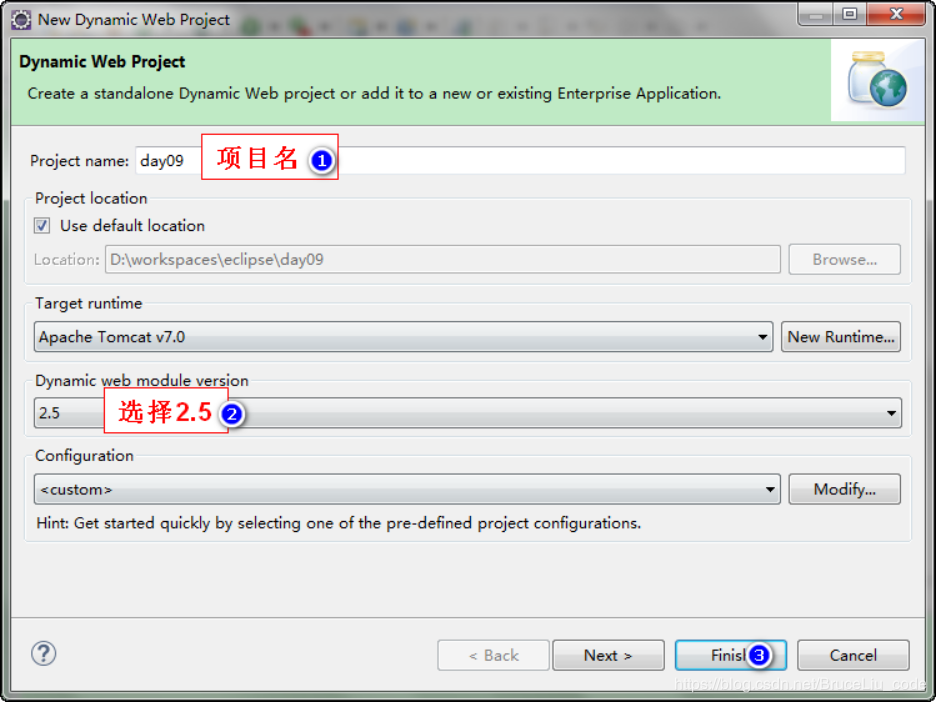 New Dynamic Web Project
Dynamic Web Project
Create a standalone Dynamic Web project or add it to a new or existing Enterprise Application.
Project name: day09 项目名 1
Project location
Use default location
Location: D:\workspaces\eclipse\day09 Browse...
Target runtime
Apache Tomcat v7.0 New Runtime...
Dynamic web module version
2.5 选择2.5 2
Configuration
<custom> Modify...
Hint: Get started quickly by selecting one of the pre-defined project configurations.
? < Back Next > Finisl 3 Cancel
https://blog.csdn.net/BruceLiu_code